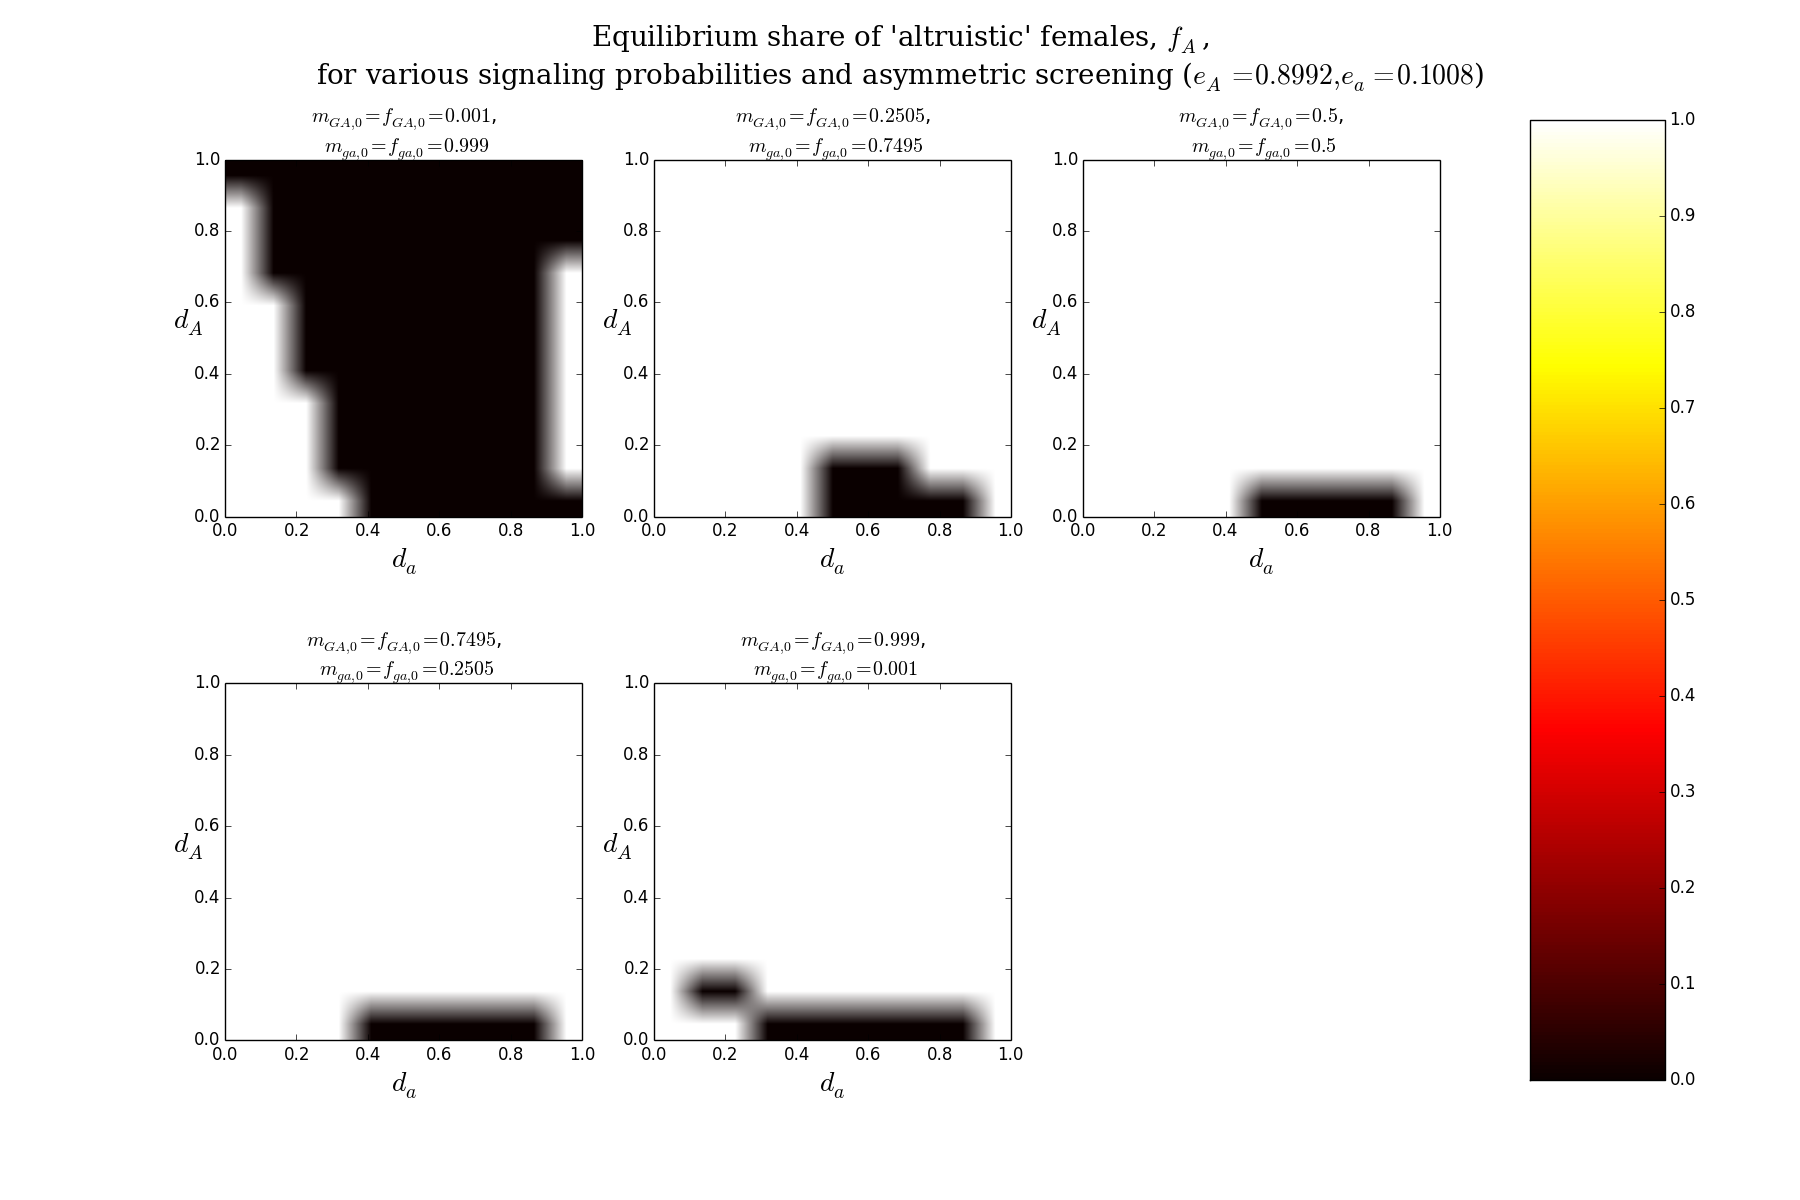 Equilibrium share of 'altruistic' females, f_A,
for various signaling probabilities and asymmetric screening (e_A =0.8992,e_a =0.1008)
m_GA,0=f_GA,0=0.001,
m_ga,0=f_ga,0=0.999
m_GA,0=f_GA,0=0.2505,
m_ga,0=f_ga,0=0.7495
m_GA,0=f_GA,0=0.5,
m_ga,0=f_ga,0=0.5
1.0
0.8
0.6
d_A
0.4
0.2
0.0
0.0 0.2 0.4 0.6 0.8 1.0
d_a
1.0
0.8
0.6
d_A
0.4
0.2
0.0
0.0 0.2 0.4 0.6 0.8 1.0
d_a
1.0
0.8
0.6
d_A
0.4
0.2
0.0
0.0 0.2 0.4 0.6 0.8 1.0
d_a
m_GA,0=f_GA,0=0.7495,
m_ga,0=f_ga,0=0.2505
1.0
0.8
0.6
d_A
0.4
0.2
0.0
0.0 0.2 0.4 0.6 0.8 1.0
d_a
m_GA,0=f_GA,0=0.999,
m_ga,0=f_ga,0=0.001
1.0
0.8
0.6
d_A
0.4
0.2
0.0
0.0 0.2 0.4 0.6 0.8 1.0
d_a
1.0
0.9
0.8
0.7
0.6
0.5
0.4
0.3
0.2
0.1
0.0